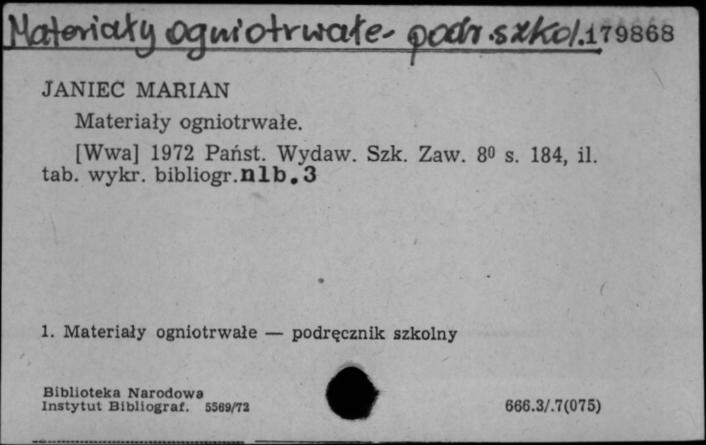 Materiały ogniotrwałe - podr. szkol. 179868
JANIEC MARIAN
Materiały ogniotrwałe.
[Wwa] 1972 Państ. Wydaw. Szk. Zaw. 8⁰ s. 184, il.
tab. wykr. bibliogr. nlb. 3
1. Materiały ogniotrwałe — podręcznik szkolny
Biblioteka Narodowa
Instytut Bibliograf. 5569/72
666.3/.7(075)